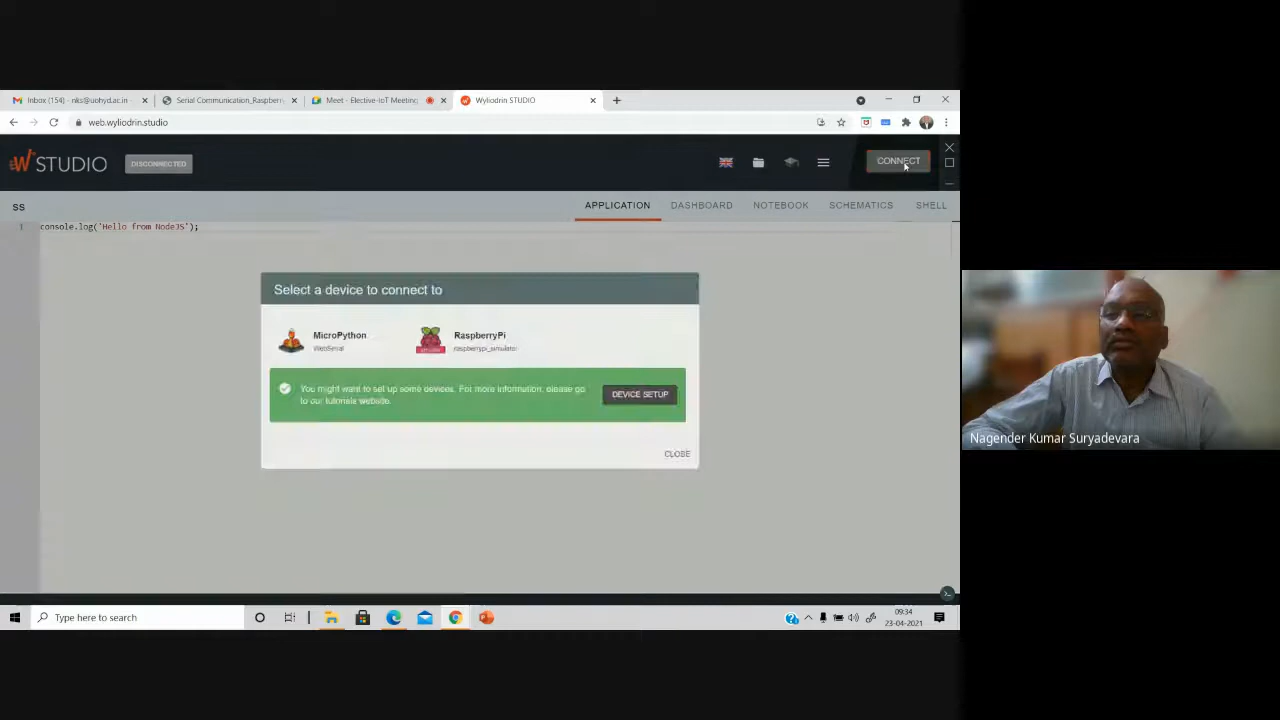 Inbox (154) - nks@uohyd.ac.in
Serial Communication_Raspberry
Meet - Elective-IoT Meeting
Wyliodrin STUDIO
web.wyliodrin.studio
STUDIO
DISCONNECTED
CONNECT
SS
APPLICATION
DASHBOARD
NOTEBOOK
SCHEMATICS
SHELL
1 console.log('Hello from NodeJS');
Select a device to connect to
MicroPython
WebSerial
RaspberryPi
raspberrypi_simulator
You might want to set up some devices. For more information, please go
to our tutorials website.
DEVICE SETUP
CLOSE
Nagender Kumar Suryadevara
Type here to search
09:34
23-04-2021